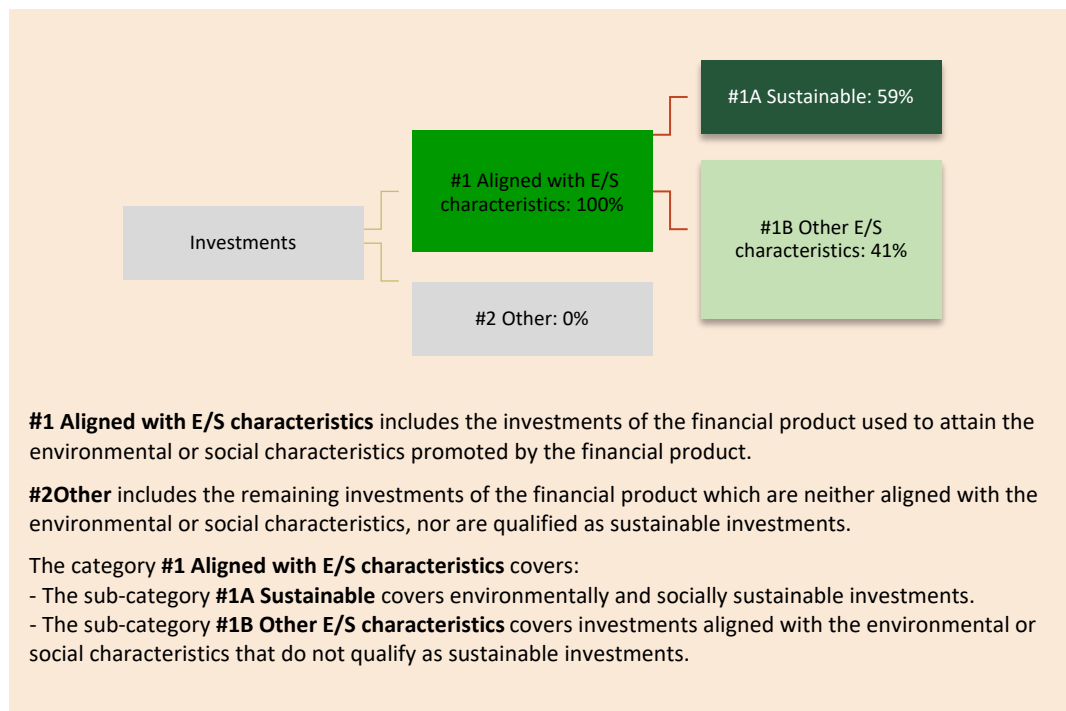 #1A Sustainable: 59%
#1 Aligned with E/S
characteristics: 100%
#1B Other E/S
characteristics: 41%
Investments
#2 Other: 0%
#1 Aligned with E/S characteristics includes the investments of the financial product used to attain the
environmental or social characteristics promoted by the financial product.
#2Other includes the remaining investments of the financial product which are neither aligned with the
environmental or social characteristics, nor are qualified as sustainable investments.
The category #1 Aligned with E/S characteristics covers:
- The sub-category #1A Sustainable covers environmentally and socially sustainable investments.
- The sub-category #1B Other E/S characteristics covers investments aligned with the environmental or
social characteristics that do not qualify as sustainable investments.